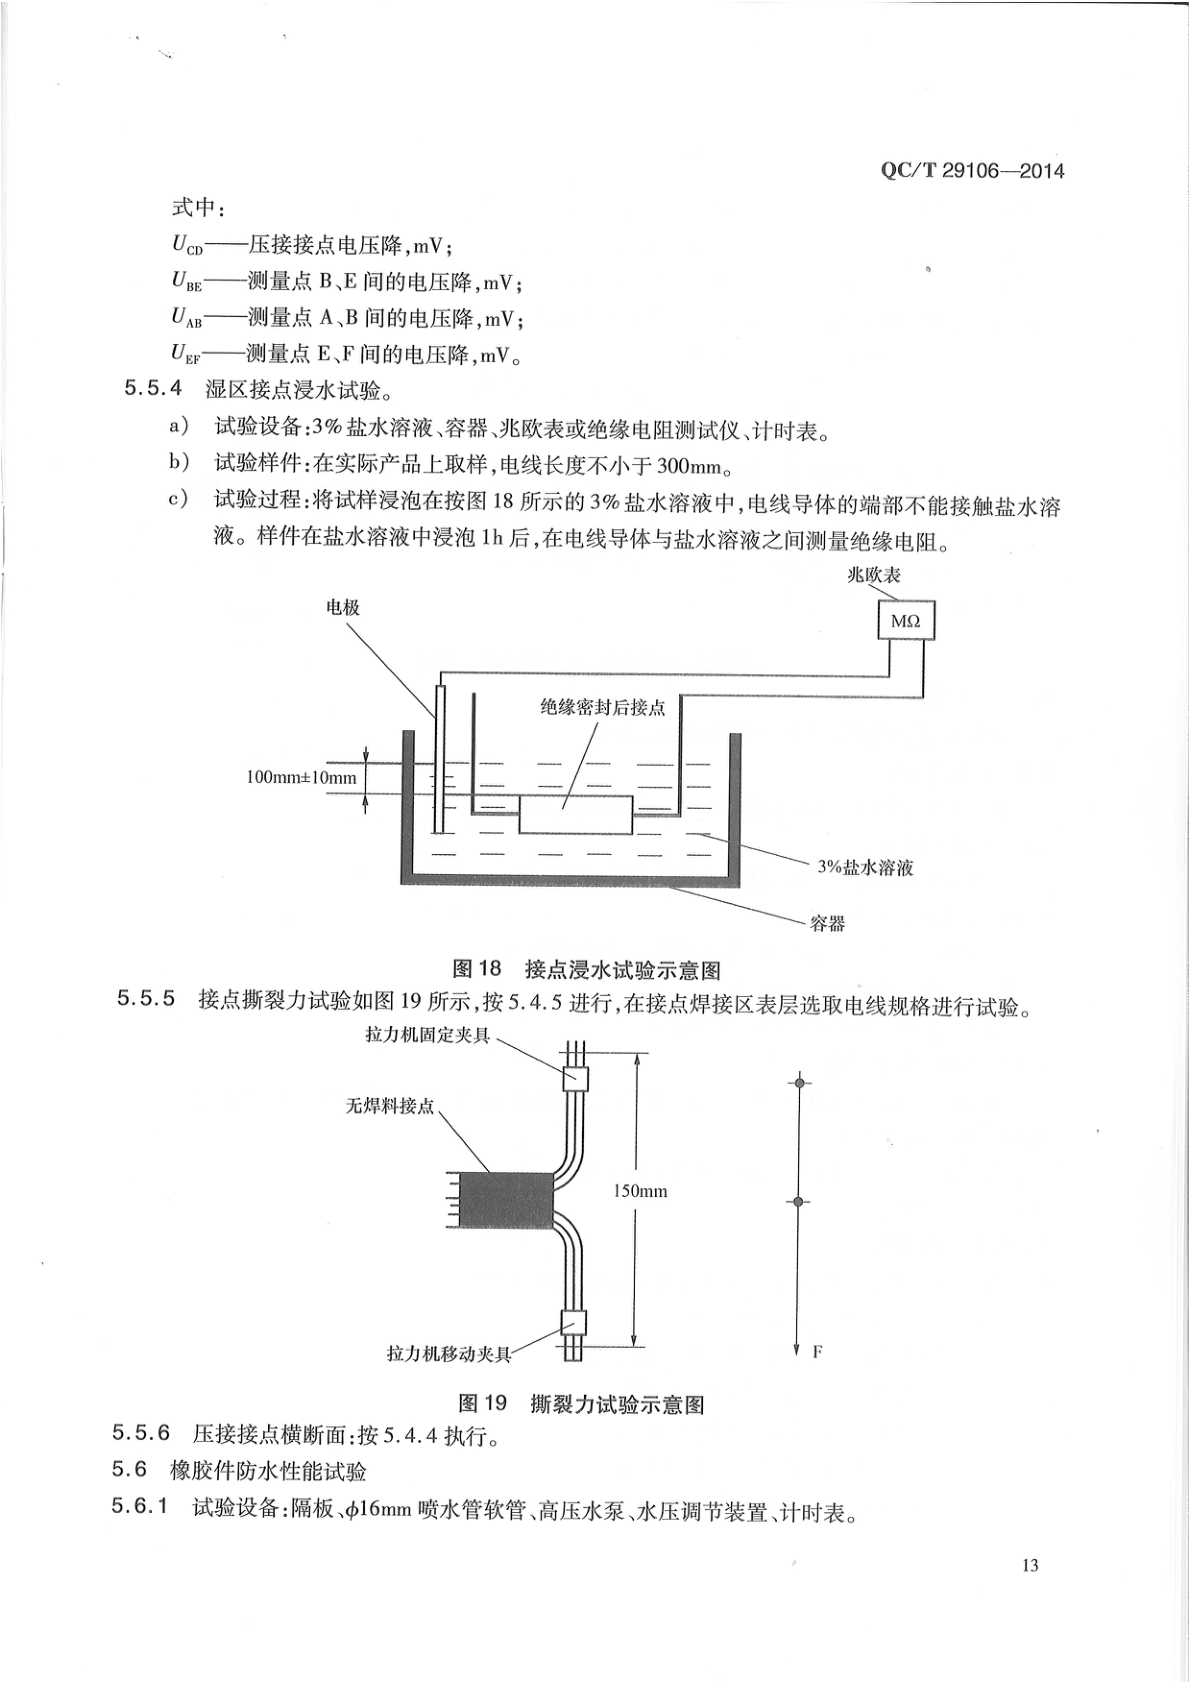 QC/T 29106—2014
式中：
U_CD——压接接点电压降，mV；
U_BE——测量点 B、E 间的电压降，mV；
U_AB——测量点 A、B 间的电压降，mV；
U_EF——测量点 E、F 间的电压降，mV。
5.5.4 湿区接点浸水试验。
a) 试验设备：3%盐水溶液、容器、兆欧表或绝缘电阻测试仪、计时表。
b) 试验样件：在实际产品上取样，电线长度不小于 300mm。
c) 试验过程：将试样浸泡在按图 18 所示的 3%盐水溶液中，电线导体的端部不能接触盐水溶
液。样件在盐水溶液中浸泡 1h 后，在电线导体与盐水溶液之间测量绝缘电阻。
兆欧表
电极
MΩ
绝缘密封后接点
100mm±10mm
3%盐水溶液
容器
图 18 接点浸水试验示意图
5.5.5 接点撕裂力试验如图 19 所示，按 5.4.5 进行，在接点焊接区表层选取电线规格进行试验。
拉力机固定夹具
无焊料接点
150mm
拉力机移动夹具
F
图 19 撕裂力试验示意图
5.5.6 压接接点横断面：按 5.4.4 执行。
5.6 橡胶件防水性能试验
5.6.1 试验设备：隔板、φ16mm 喷水管软管、高压水泵、水压调节装置、计时表。
13